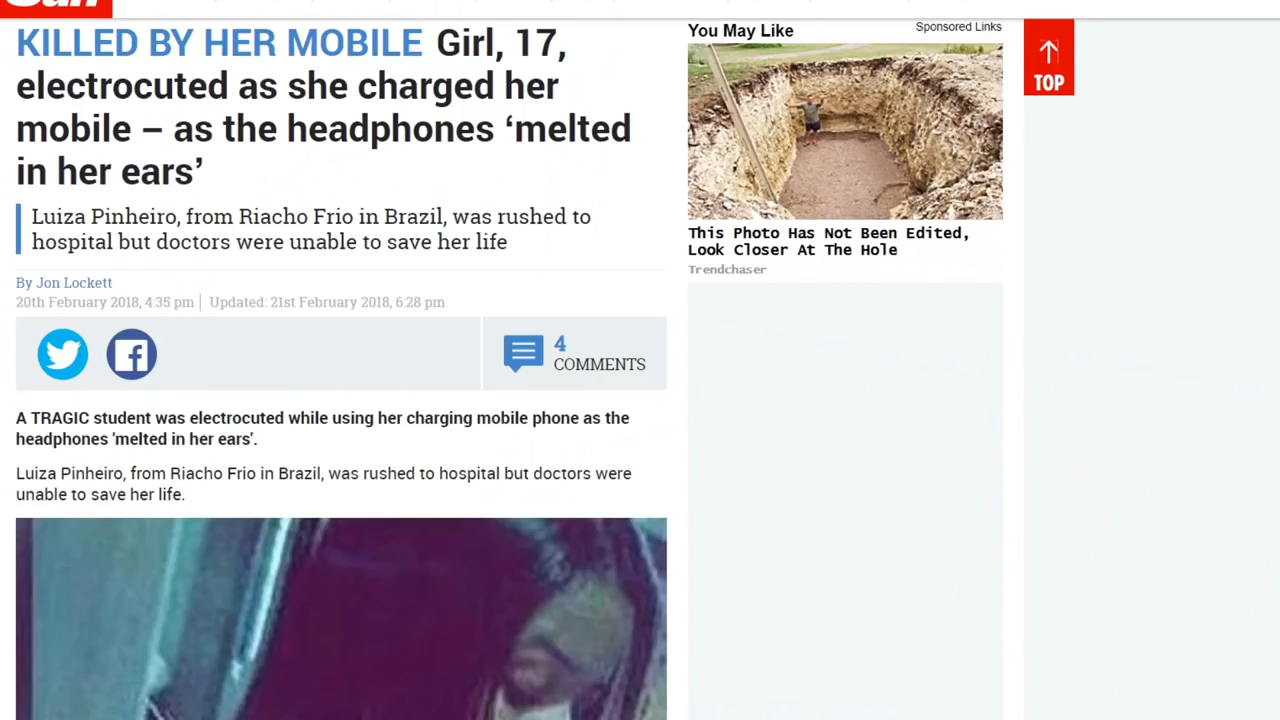 KILLED BY HER MOBILE Girl, 17,
electrocuted as she charged her
mobile – as the headphones ‘melted
in her ears’
Luiza Pinheiro, from Riacho Frio in Brazil, was rushed to
hospital but doctors were unable to save her life
By Jon Lockett
20th February 2018, 4:35 pm | Updated: 21st February 2018, 6:28 pm
4
COMMENTS
A TRAGIC student was electrocuted while using her charging mobile phone as the
headphones 'melted in her ears'.
Luiza Pinheiro, from Riacho Frio in Brazil, was rushed to hospital but doctors were
unable to save her life.
You May Like
Sponsored Links
This Photo Has Not Been Edited,
Look Closer At The Hole
Trendchaser
TOP